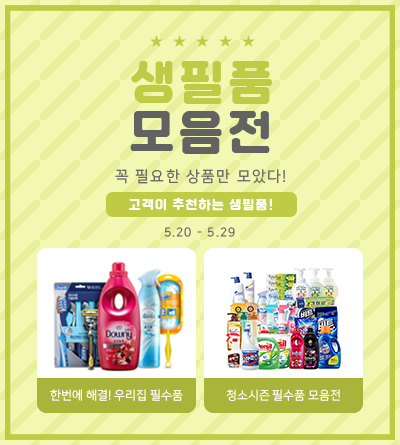 생필품
모음전
꼭 필요한 상품만 모았다!
고객이 추천하는 생필품!
5.20 - 5.29
Downy
한번에 해결! 우리집 필수품
청소시즌 필수품 모음전